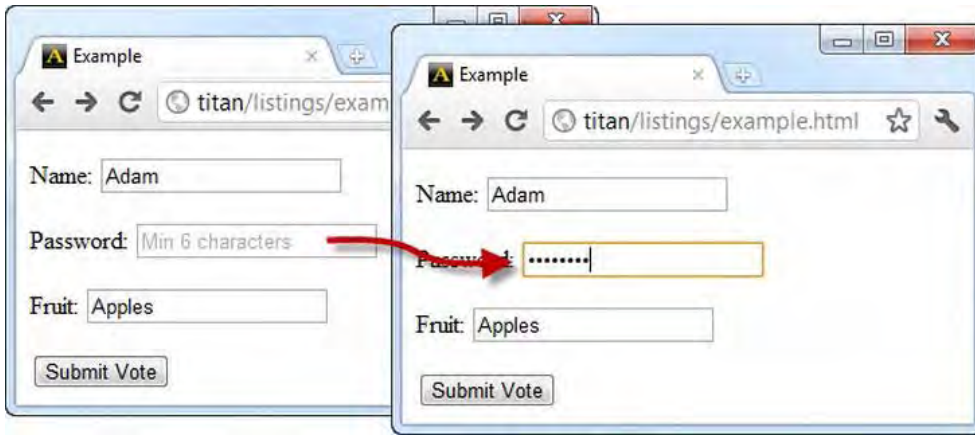 Example
titan/listings/exam
Name: Adam
Password: Min 6 characters
Fruit: Apples
Submit Vote
Example
titan/listings/example.html
Name: Adam
Password: ••••••••
Fruit: Apples
Submit Vote